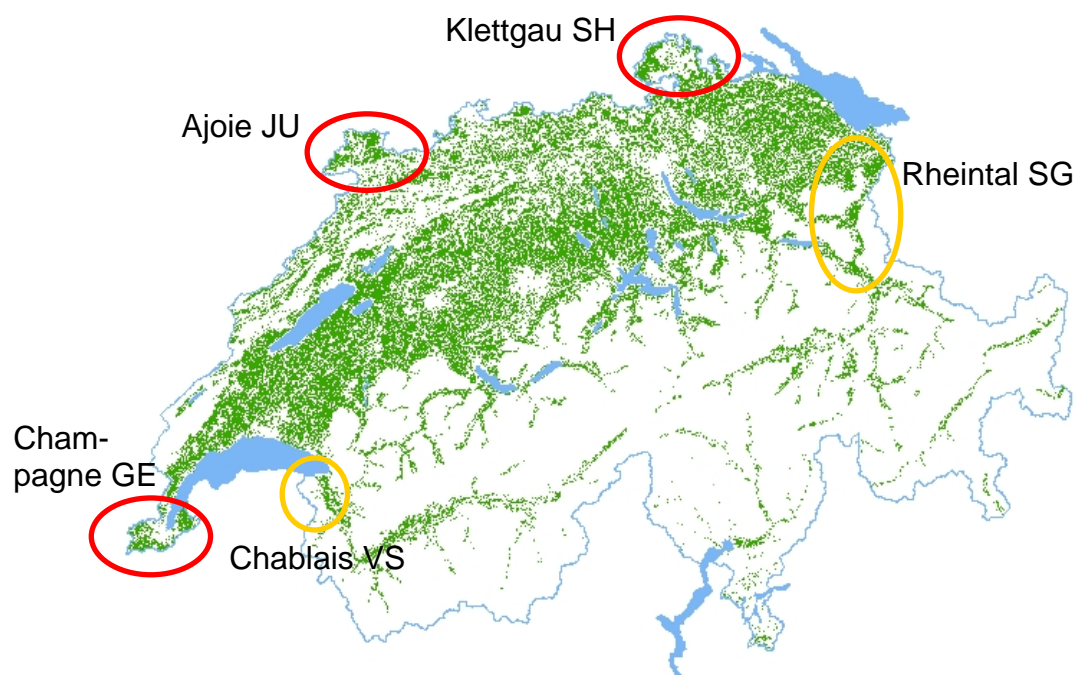 Klettgau SH
Ajoie JU
Rheintal SG
Cham-
pagne GE
Chablais VS